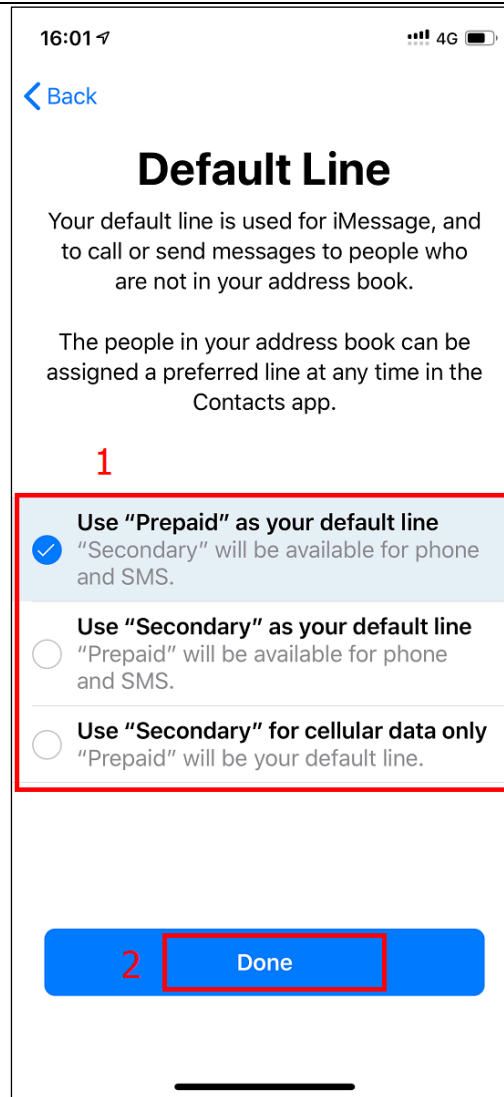 16:01
4G
Back
Default Line
Your default line is used for iMessage, and
to call or send messages to people who
are not in your address book.
The people in your address book can be
assigned a preferred line at any time in the
Contacts app.
1
Use “Prepaid” as your default line
“Secondary” will be available for phone
and SMS.
Use “Secondary” as your default line
“Prepaid” will be available for phone
and SMS.
Use “Secondary” for cellular data only
“Prepaid” will be your default line.
2
Done